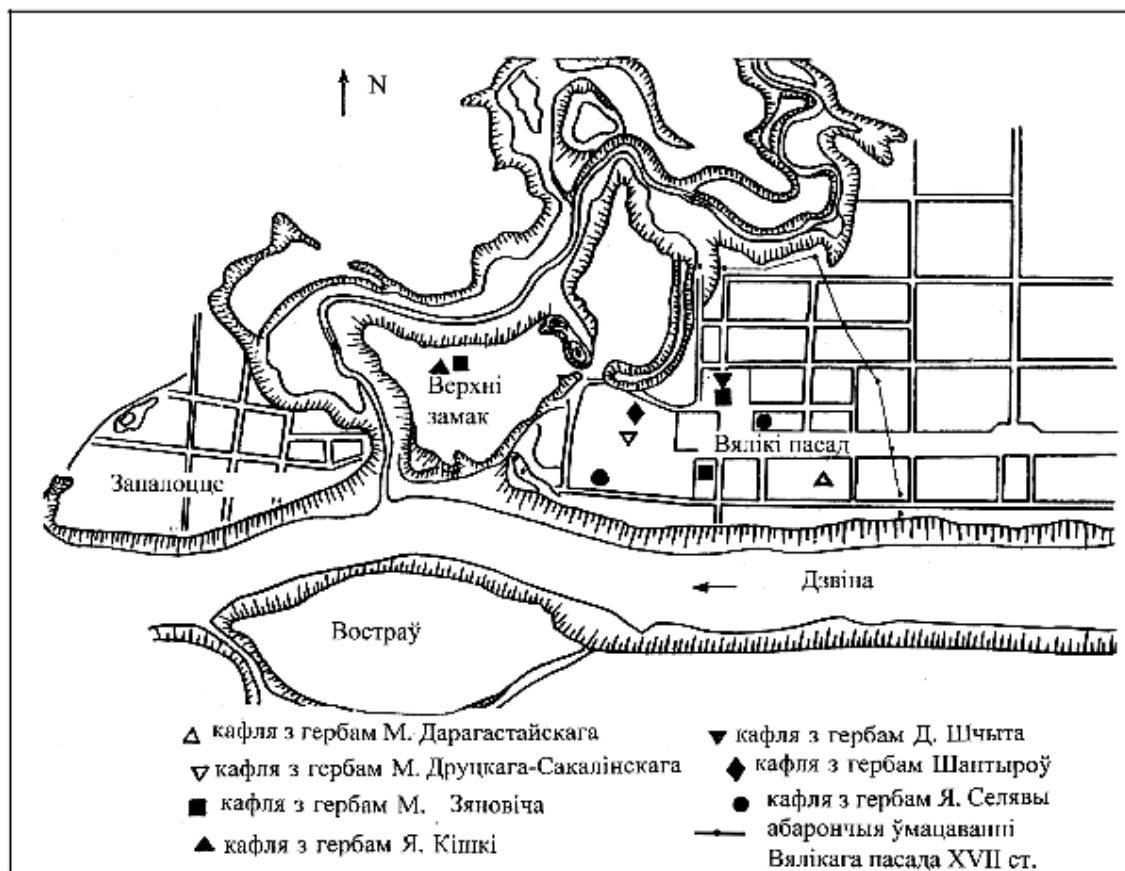 N
Верхні
замак
Вялікі пасад
Запалоцце
Дзвіна
Востраў
кафля з гербам М. Дарагастайскага
кафля з гербам М. Друцкага-Сакалінскага
кафля з гербам М. Зяновіча
кафля з гербам Я. Кішкі
кафля з гербам Д. Шчыта
кафля з гербам Шантыроў
кафля з гербам Я. Селявы
абарончыя ўмацаванні
Вялікага пасада XVII ст.